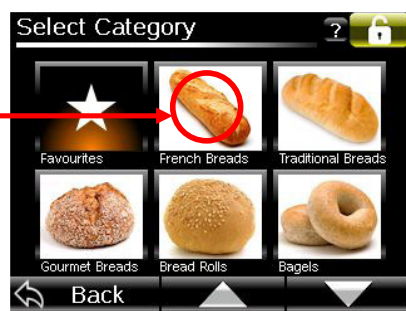 Select Category
?
Favourites French Breads Traditional Breads
Gourmet Breads Bread Rolls Bagels
Back